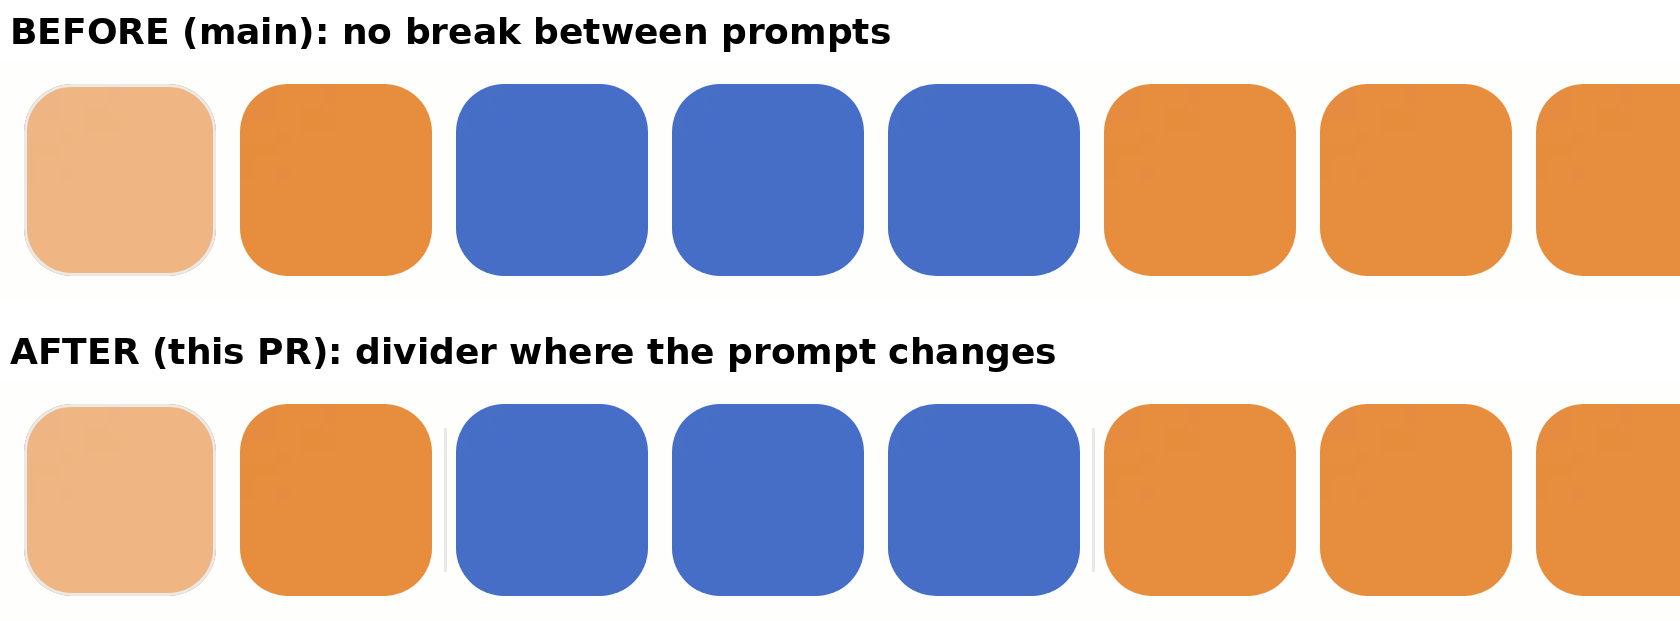 BEFORE (main): no break between prompts
AFTER (this PR): divider where the prompt changes